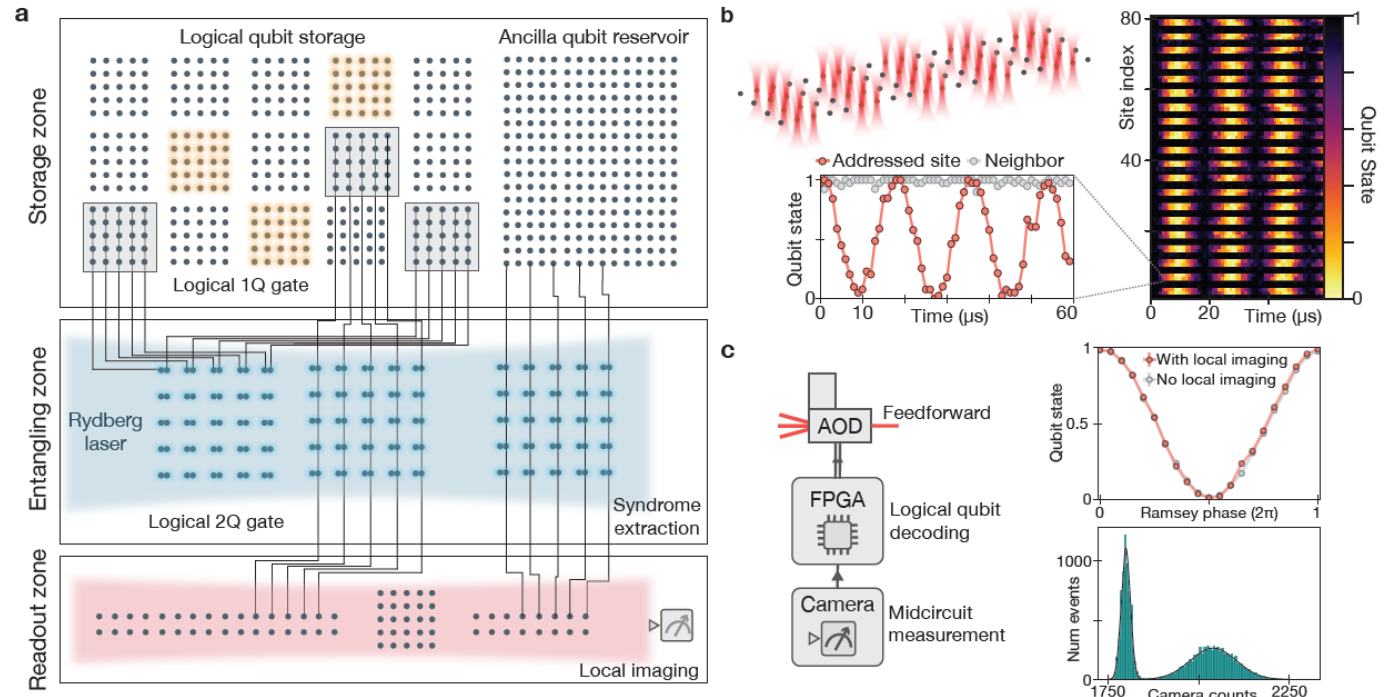 a
Storage zone
Logical qubit storage
Ancilla qubit reservoir
Logical 1Q gate
Entangling zone
Rydberg
laser
Logical 2Q gate
Syndrome
extraction
Readout zone
Local imaging
b
Addressed site
Neighbor
Qubit state
1
0
0
10
Time (µs)
60
Site index
80
40
0
20
Time (µs)
1
0
Qubit State
c
AOD
Feedforward
FPGA
Logical qubit
decoding
Camera
Midcircuit
measurement
With local imaging
No local imaging
Qubit state
1
0.5
0
0
Ramsey phase (2π)
1
Num events
1000
0
1750
Camera counts
2250